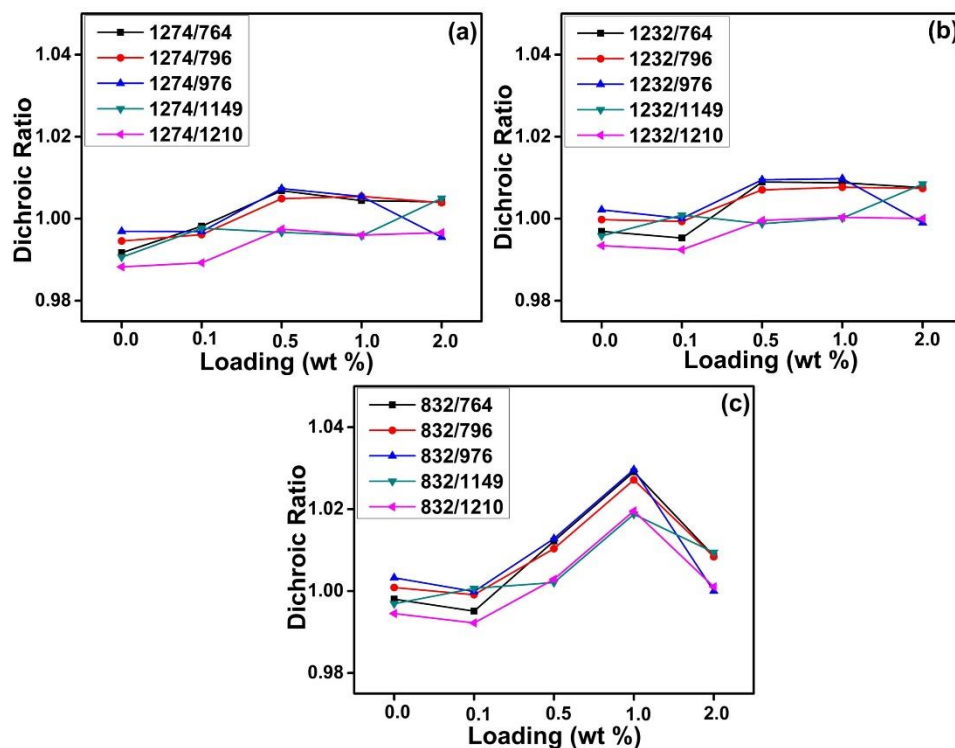 (a)
1274/764
1274/796
1274/976
1274/1149
1274/1210
Dichroic Ratio
1.04
1.02
1.00
0.98
0.0 0.1 0.5 1.0 2.0
Loading (wt %)
(b)
1232/764
1232/796
1232/976
1232/1149
1232/1210
Dichroic Ratio
1.04
1.02
1.00
0.98
0.0 0.1 0.5 1.0 2.0
Loading (wt %)
(c)
832/764
832/796
832/976
832/1149
832/1210
Dichroic Ratio
1.04
1.02
1.00
0.98
0.0 0.1 0.5 1.0 2.0
Loading (wt %)